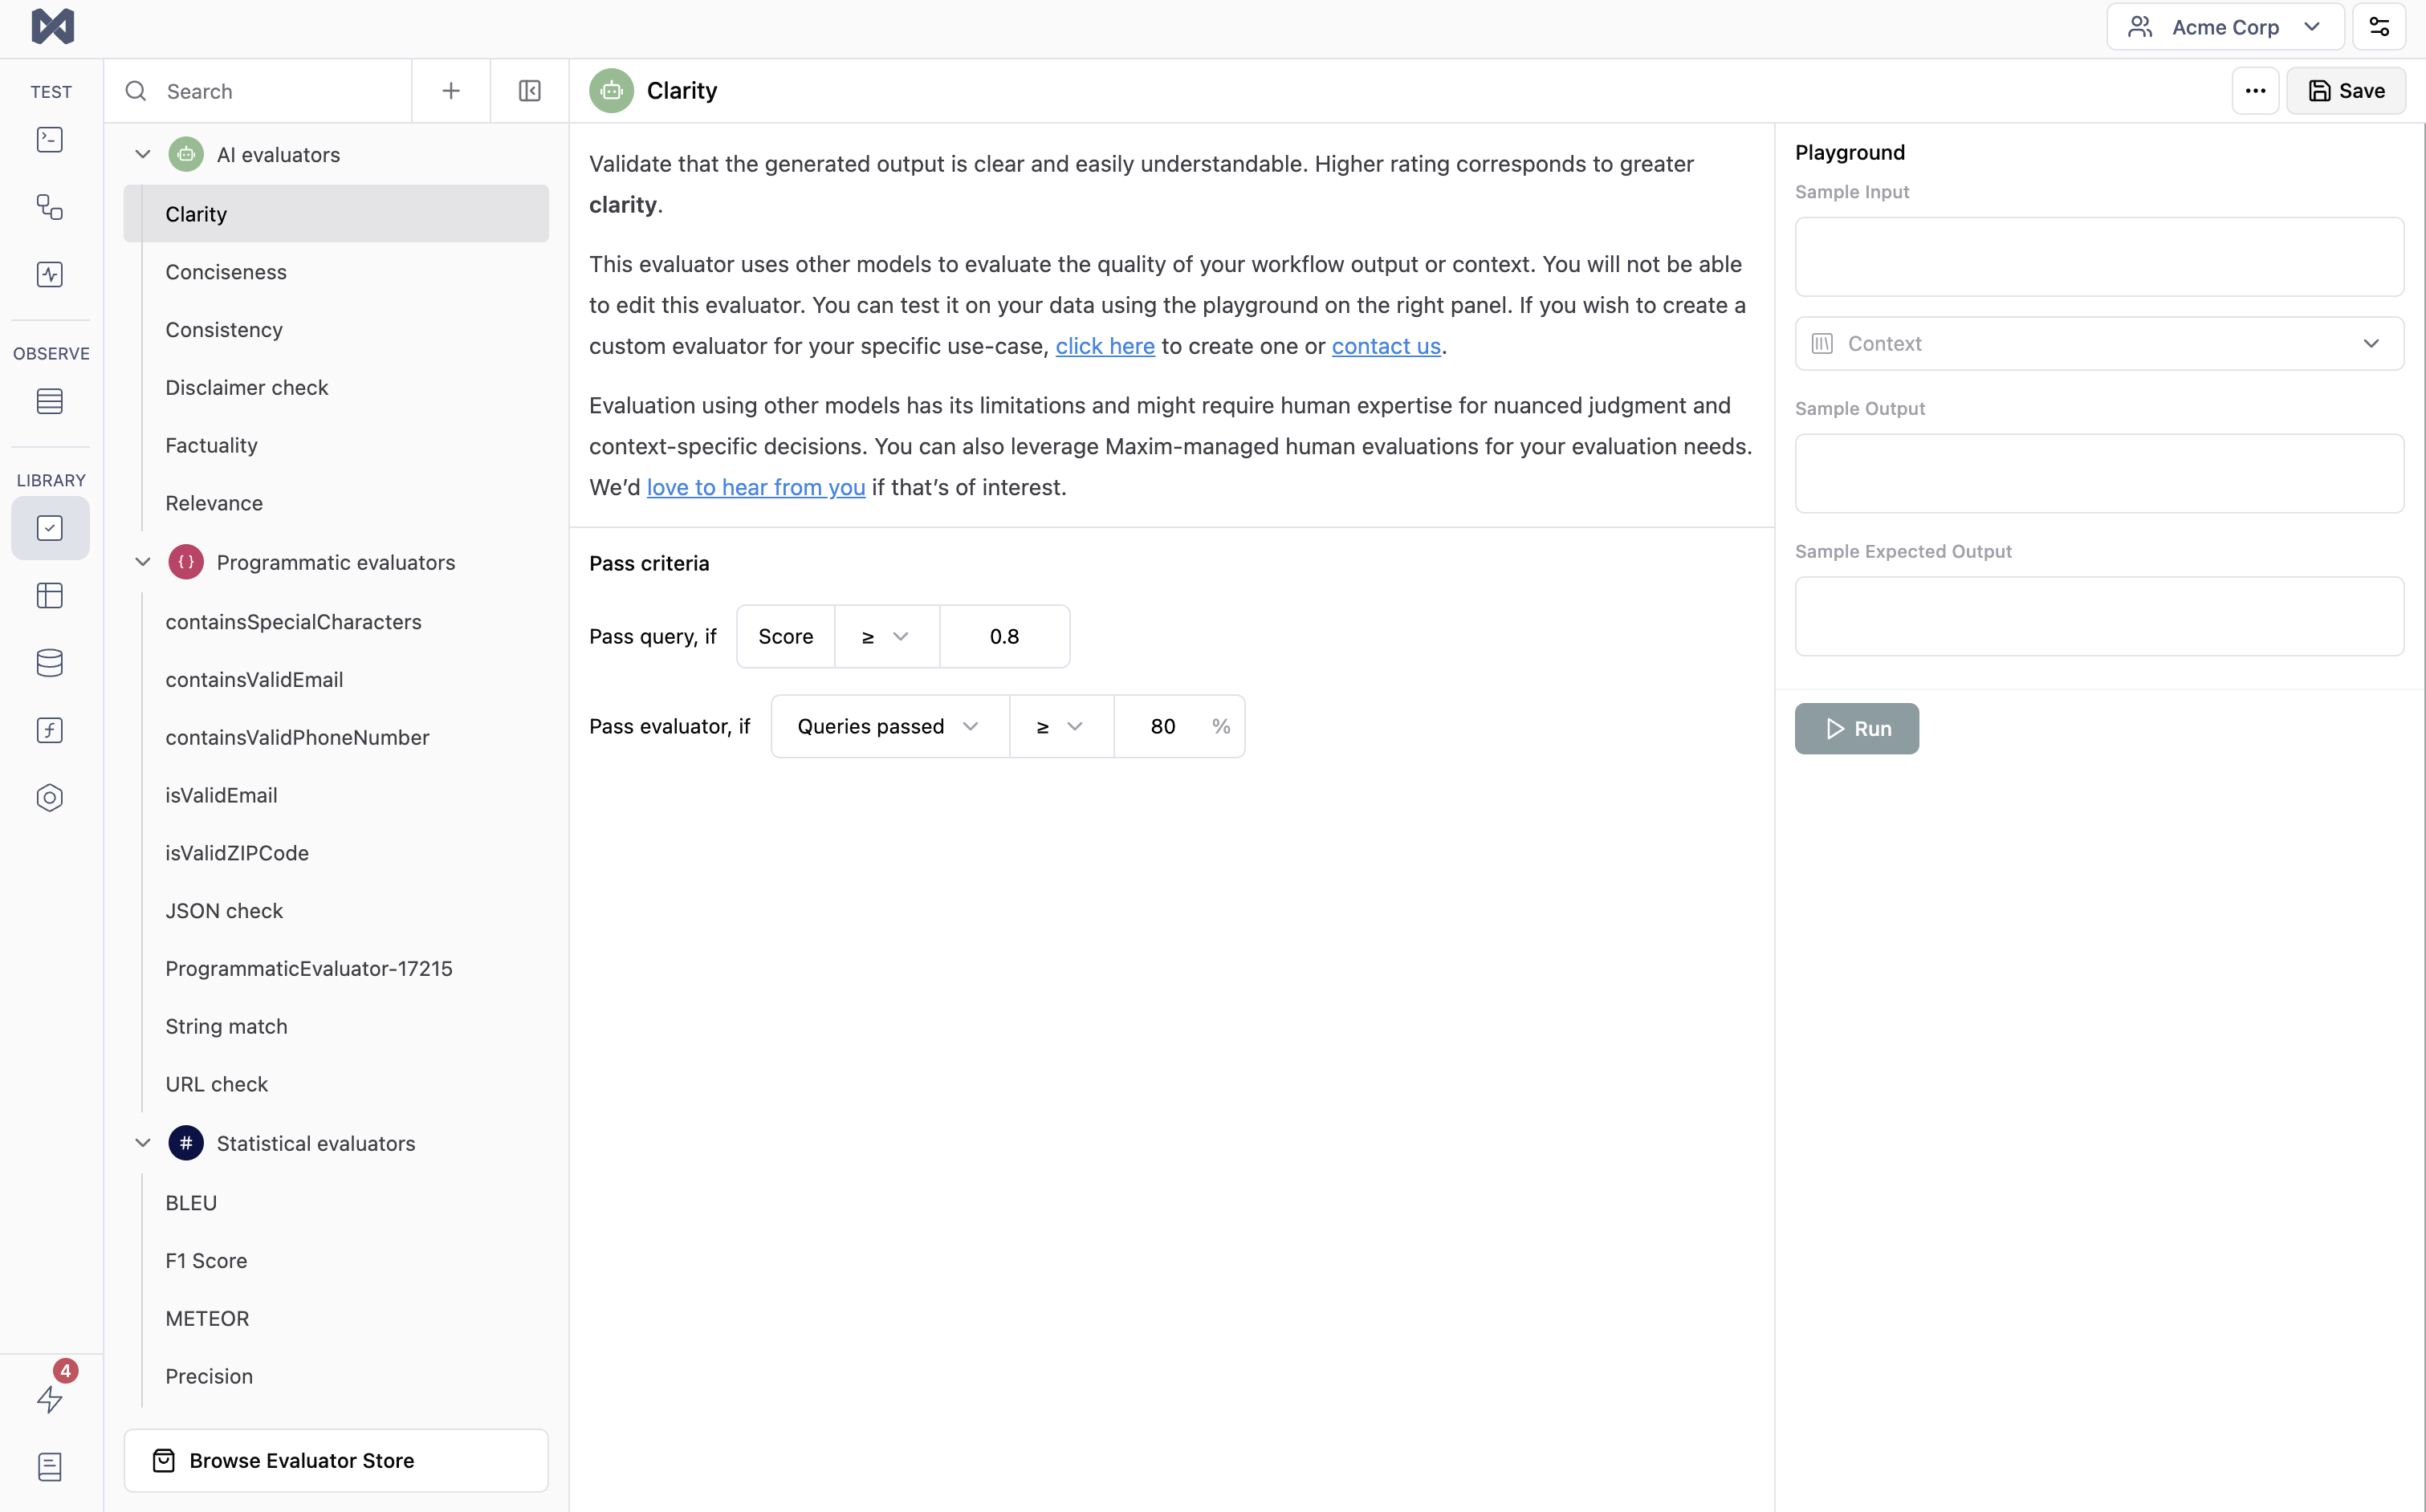 Acme Corp
TEST
OBSERVE
LIBRARY
4
Search
AI evaluators
Clarity
Conciseness
Consistency
Disclaimer check
Factuality
Relevance
{ } Programmatic evaluators
containsSpecialCharacters
containsValidEmail
containsValidPhoneNumber
isValidEmail
isValidZIPCode
JSON check
ProgrammaticEvaluator-17215
String match
URL check
# Statistical evaluators
BLEU
F1 Score
METEOR
Precision
Browse Evaluator Store
Clarity
Save
Validate that the generated output is clear and easily understandable. Higher rating corresponds to greater
clarity.
This evaluator uses other models to evaluate the quality of your workflow output or context. You will not be able
to edit this evaluator. You can test it on your data using the playground on the right panel. If you wish to create a
custom evaluator for your specific use-case, click here to create one or contact us.
Evaluation using other models has its limitations and might require human expertise for nuanced judgment and
context-specific decisions. You can also leverage Maxim-managed human evaluations for your evaluation needs.
We’d love to hear from you if that’s of interest.
Pass criteria
Pass query, if Score ≥ 0.8
Pass evaluator, if Queries passed ≥ 80 %
Playground
Sample Input
Context
Sample Output
Sample Expected Output
Run